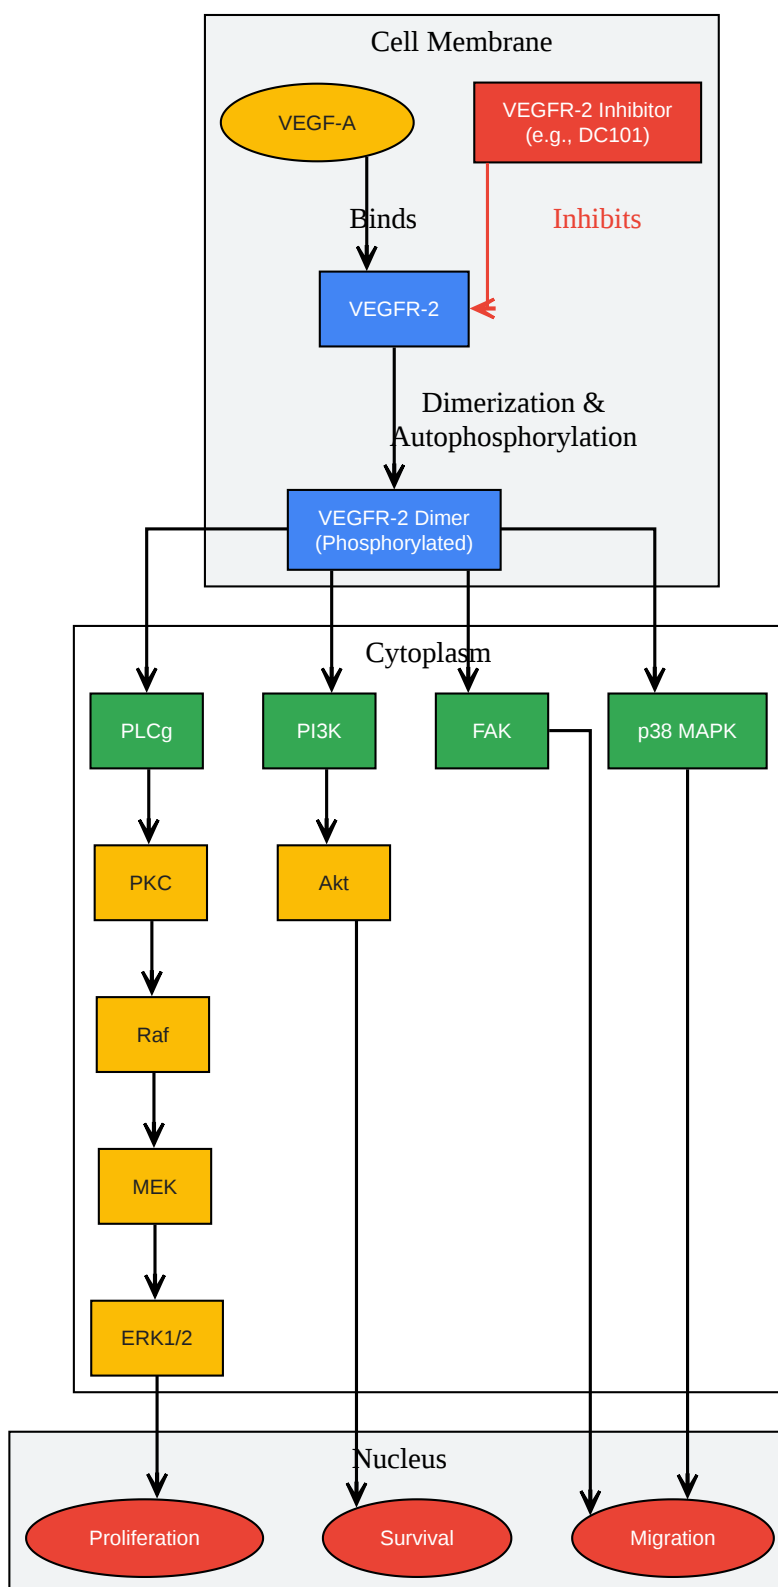 Cell Membrane
VEGF-A
VEGFR-2 Inhibitor
(e.g., DC101)
Binds
Inhibits
VEGFR-2
Dimerization &
Autophosphorylation
VEGFR-2 Dimer
(Phosphorylated)
Cytoplasm
PLCg
PI3K
FAK
p38 MAPK
PKC
Akt
Raf
MEK
ERK1/2
Nucleus
Proliferation
Survival
Migration